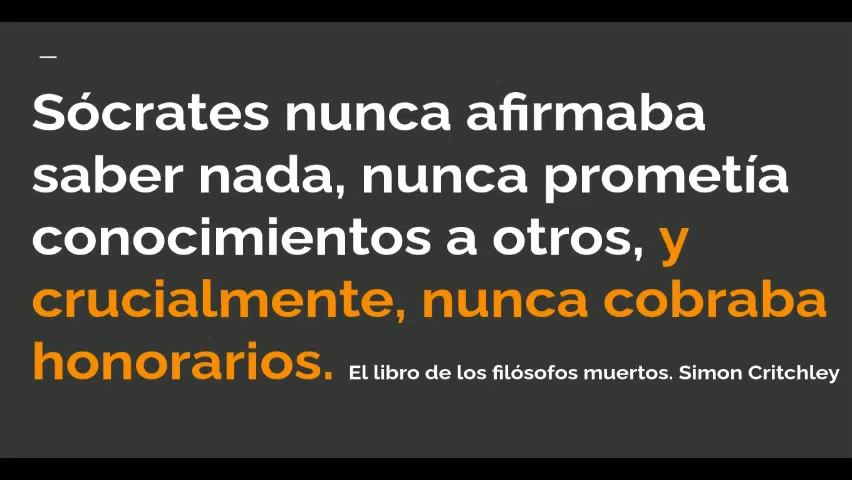 Sócrates nunca afirmaba
saber nada, nunca prometía
conocimientos a otros, y
crucialmente, nunca cobraba
honorarios. El libro de los filósofos muertos. Simon Critchley